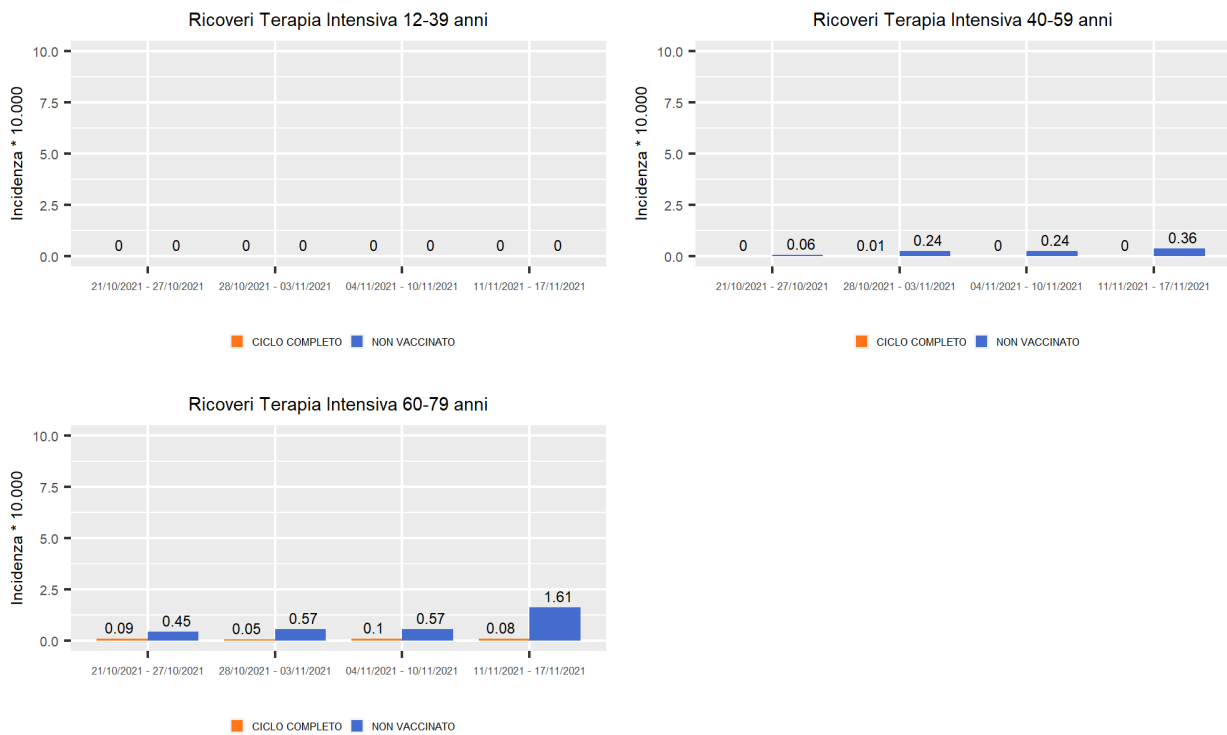 Ricoveri Terapia Intensiva 12-39 anni
Incidenza * 10.000
10.0
7.5
5.0
2.5
0.0
0 0 0 0 0 0 0 0
21/10/2021 - 27/10/2021 28/10/2021 - 03/11/2021 04/11/2021 - 10/11/2021 11/11/2021 - 17/11/2021
CICLO COMPLETO NON VACCINATO
Ricoveri Terapia Intensiva 40-59 anni
Incidenza * 10.000
10.0
7.5
5.0
2.5
0.0
0 0.06 0.01 0.24 0 0.24 0 0.36
21/10/2021 - 27/10/2021 28/10/2021 - 03/11/2021 04/11/2021 - 10/11/2021 11/11/2021 - 17/11/2021
CICLO COMPLETO NON VACCINATO
Ricoveri Terapia Intensiva 60-79 anni
Incidenza * 10.000
10.0
7.5
5.0
2.5
0.0
0.09 0.45 0.05 0.57 0.1 0.57 0.08 1.61
21/10/2021 - 27/10/2021 28/10/2021 - 03/11/2021 04/11/2021 - 10/11/2021 11/11/2021 - 17/11/2021
CICLO COMPLETO NON VACCINATO